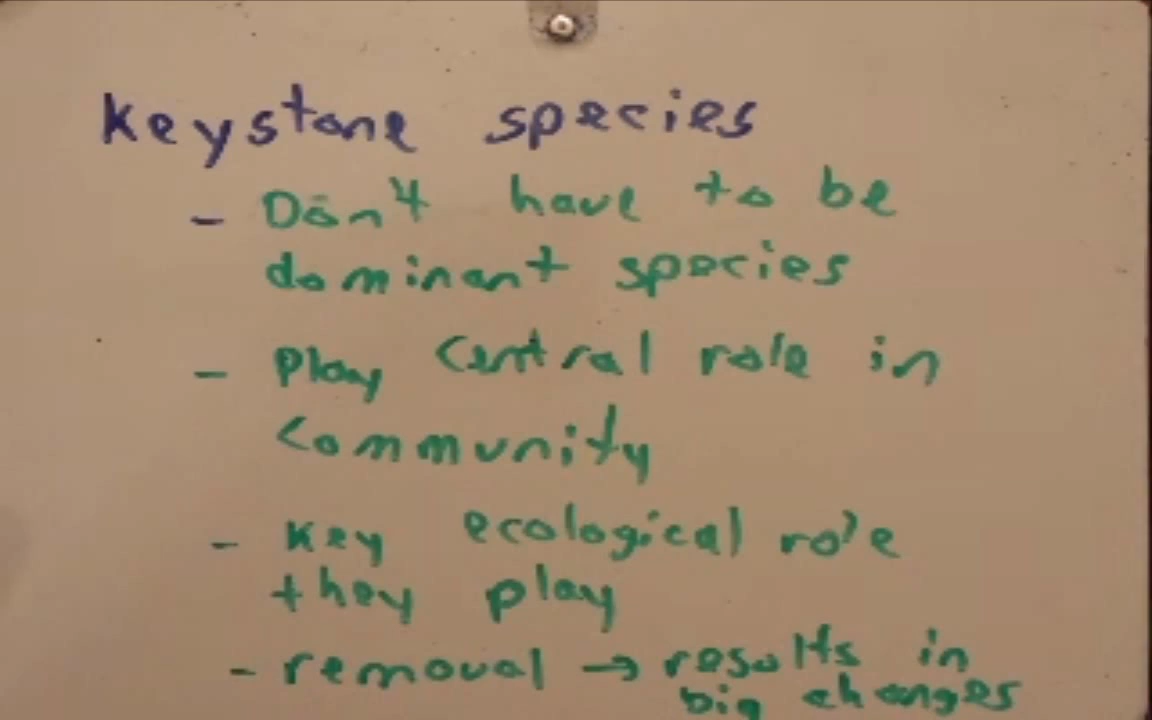 keystone species
- Don't have to be
dominant species
- Play central role in
community
- Key ecological role
they play
- removal → results in
big changes